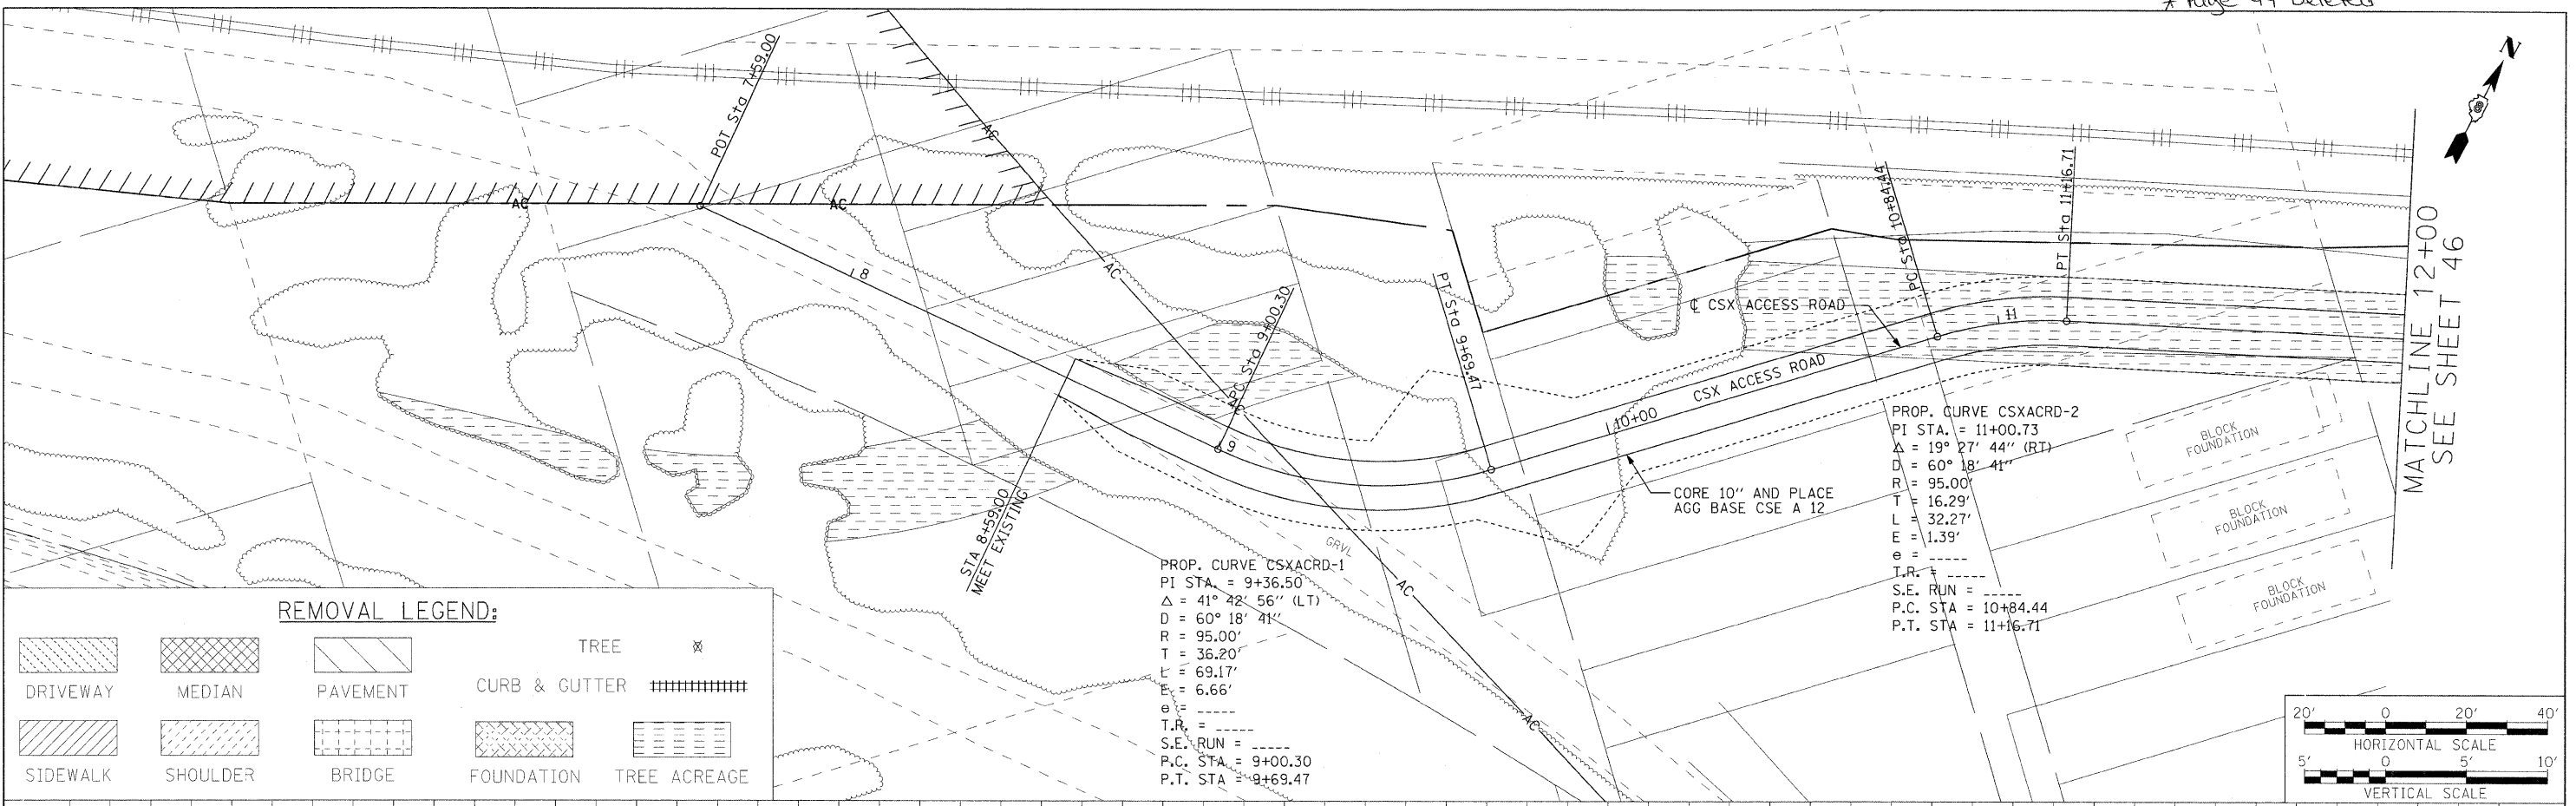 * Page 44 Deleted
N
POT Sta 7+59.00
AC
AC
AC
AC
8
PC Sta 9+00.30
AC
9
PT Sta 9+69.47
℄ CSX ACCESS ROAD
PC Sta 10+84.44
PT Sta 11+16.71
11
10+00
CSX ACCESS ROAD
MATCHLINE 12+00
SEE SHEET 46
STA 8+59.00
MEET EXISTING
CORE 10'' AND PLACE
AGG BASE CSE A 12
GRVL
AC
AC
PROP. CURVE CSXACRD-1
PI STA. = 9+36.50
Δ = 41° 42' 56'' (LT)
D = 60° 18' 41''
R = 95.00'
T = 36.20'
L = 69.17'
E = 6.66'
e = _____
T.R. = _____
S.E. RUN = _____
P.C. STA = 9+00.30
P.T. STA = 9+69.47
PROP. CURVE CSXACRD-2
PI STA. = 11+00.73
Δ = 19° 27' 44'' (RT)
D = 60° 18' 41''
R = 95.00'
T = 16.29'
L = 32.27'
E = 1.39'
e = _____
T.R. = _____
S.E. RUN = _____
P.C. STA = 10+84.44
P.T. STA = 11+16.71
BLOCK
FOUNDATION
BLOCK
FOUNDATION
BLOCK
FOUNDATION
REMOVAL LEGEND:
DRIVEWAY
MEDIAN
PAVEMENT
TREE
CURB & GUTTER
SIDEWALK
SHOULDER
BRIDGE
FOUNDATION
TREE ACREAGE
20' 0 20' 40'
HORIZONTAL SCALE
5' 0 5' 10'
VERTICAL SCALE